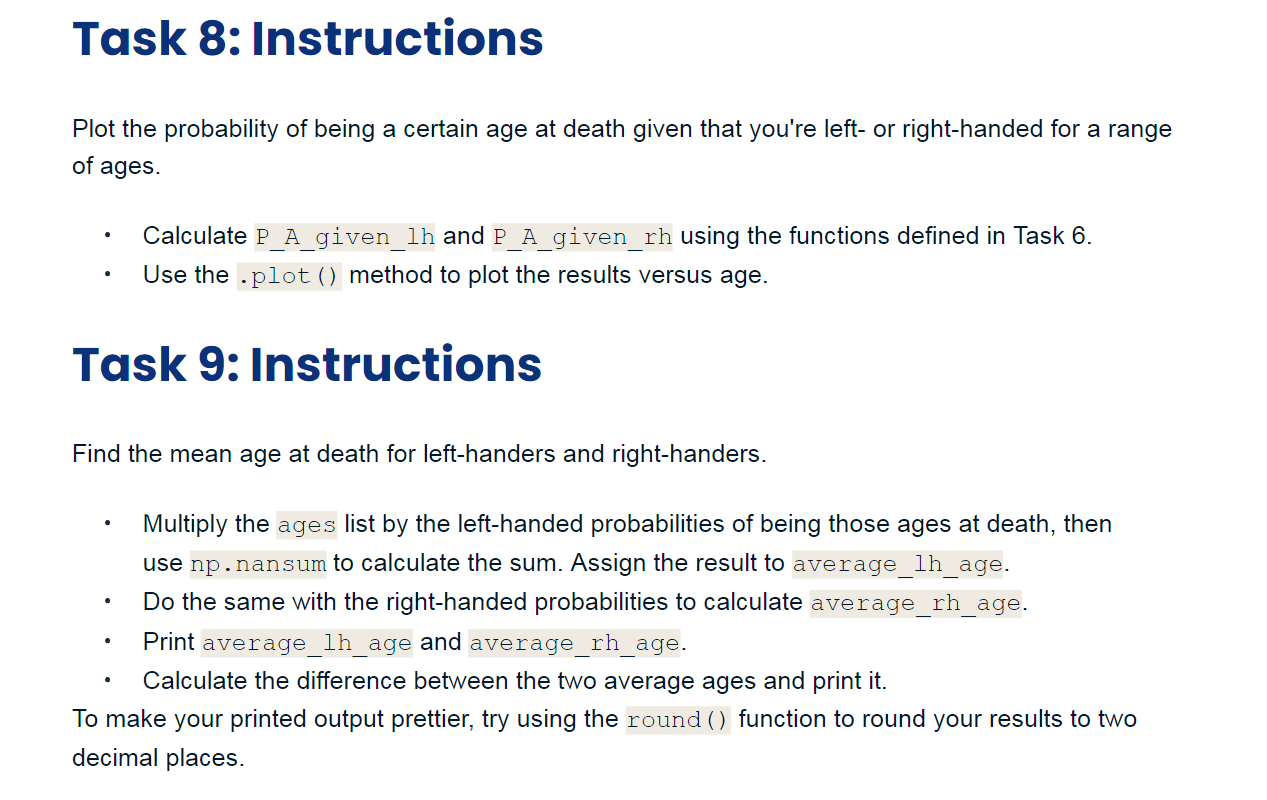 Task 8: Instructions
Plot the probability of being a certain age at death given that you're left- or right-handed for a range
of ages.
• Calculate P_A_given_lh and P_A_given_rh using the functions defined in Task 6.
• Use the .plot() method to plot the results versus age.
Task 9: Instructions
Find the mean age at death for left-handers and right-handers.
• Multiply the ages list by the left-handed probabilities of being those ages at death, then
use np.nansum to calculate the sum. Assign the result to average_lh_age.
• Do the same with the right-handed probabilities to calculate average_rh_age.
• Print average_lh_age and average_rh_age.
• Calculate the difference between the two average ages and print it.
To make your printed output prettier, try using the round() function to round your results to two
decimal places.